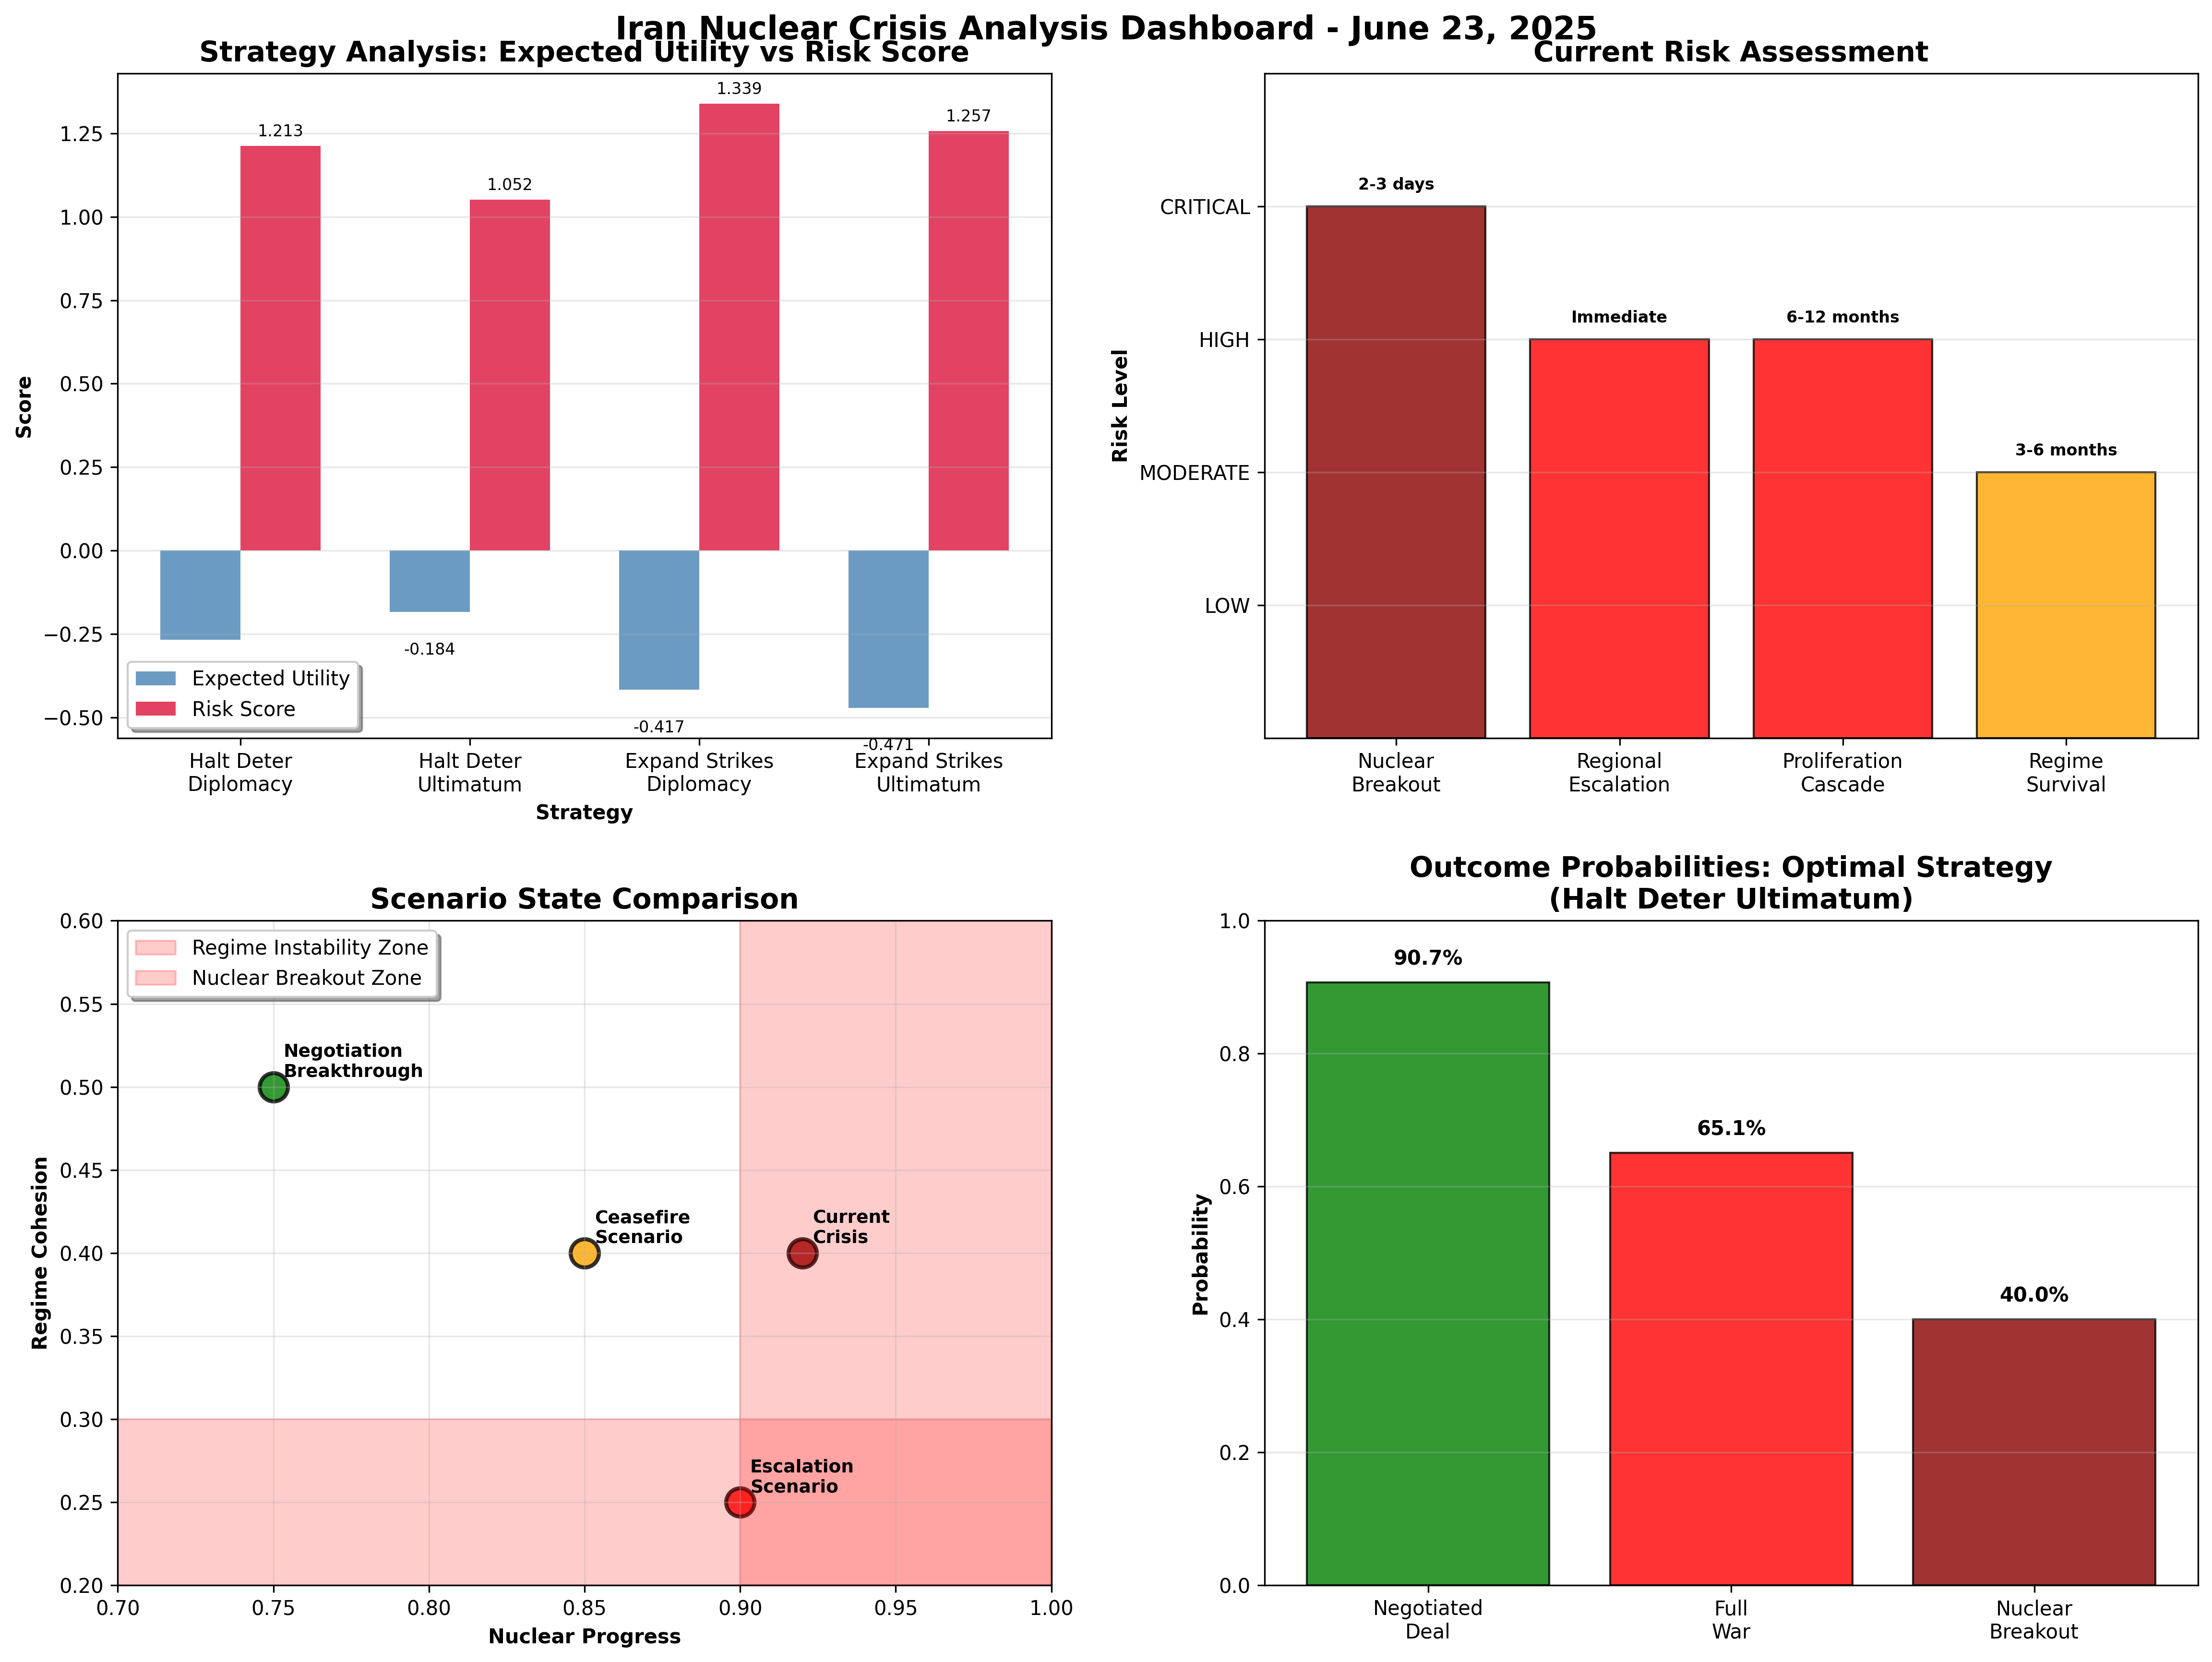 Iran Nuclear Crisis Analysis Dashboard - June 23, 2025
Strategy Analysis: Expected Utility vs Risk Score
1.213
1.052
1.339
1.257
-0.184
-0.417
-0.471
1.25
1.00
0.75
0.50
0.25
0.00
−0.25
−0.50
Score
Expected Utility
Risk Score
Halt Deter
Diplomacy
Halt Deter
Ultimatum
Expand Strikes
Diplomacy
Expand Strikes
Ultimatum
Strategy
Current Risk Assessment
2-3 days
Immediate
6-12 months
3-6 months
CRITICAL
HIGH
MODERATE
LOW
Risk Level
Nuclear
Breakout
Regional
Escalation
Proliferation
Cascade
Regime
Survival
Scenario State Comparison
Regime Instability Zone
Nuclear Breakout Zone
0.60
0.55
0.50
0.45
0.40
0.35
0.30
0.25
0.20
Regime Cohesion
Negotiation
Breakthrough
Ceasefire
Scenario
Current
Crisis
Escalation
Scenario
0.70
0.75
0.80
0.85
0.90
0.95
1.00
Nuclear Progress
Outcome Probabilities: Optimal Strategy
(Halt Deter Ultimatum)
90.7%
65.1%
40.0%
1.0
0.8
0.6
0.4
0.2
0.0
Probability
Negotiated
Deal
Full
War
Nuclear
Breakout